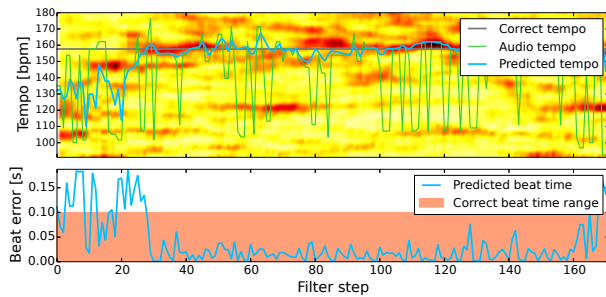 180
170
160
150
140
130
120
110
100
Tempo [bpm]
Correct tempo
Audio tempo
Predicted tempo
0.15
0.10
0.05
0.00
Beat error [s]
Predicted beat time
Correct beat time range
0 20 40 60 80 100 120 140 160
Filter step